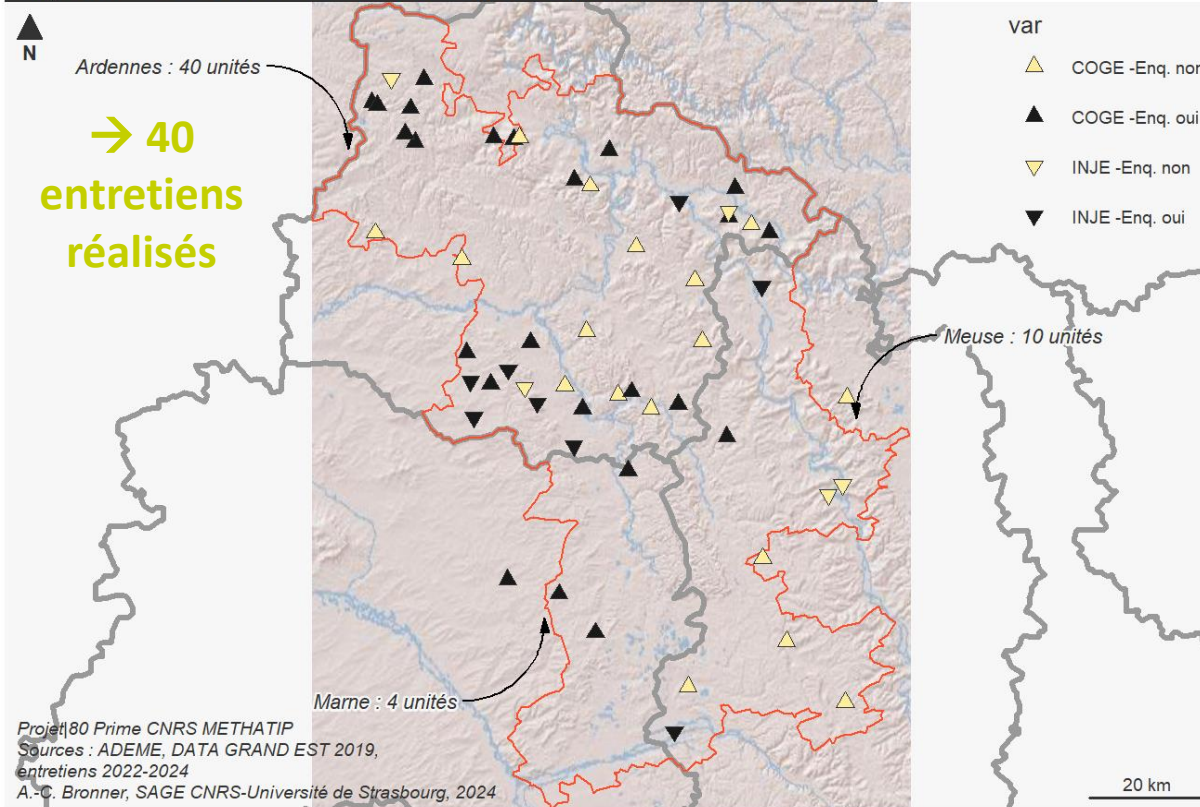 N
Ardennes : 40 unités
→ 40
entretiens
réalisés
var
COGE -Enq. non
COGE -Enq. oui
INJE -Enq. non
INJE -Enq. oui
Meuse : 10 unités
Marne : 4 unités
Projet|80 Prime CNRS METHATIP
Sources : ADEME, DATA GRAND EST 2019,
entretiens 2022-2024
A.-C. Bronner, SAGE CNRS-Université de Strasbourg, 2024
20 km